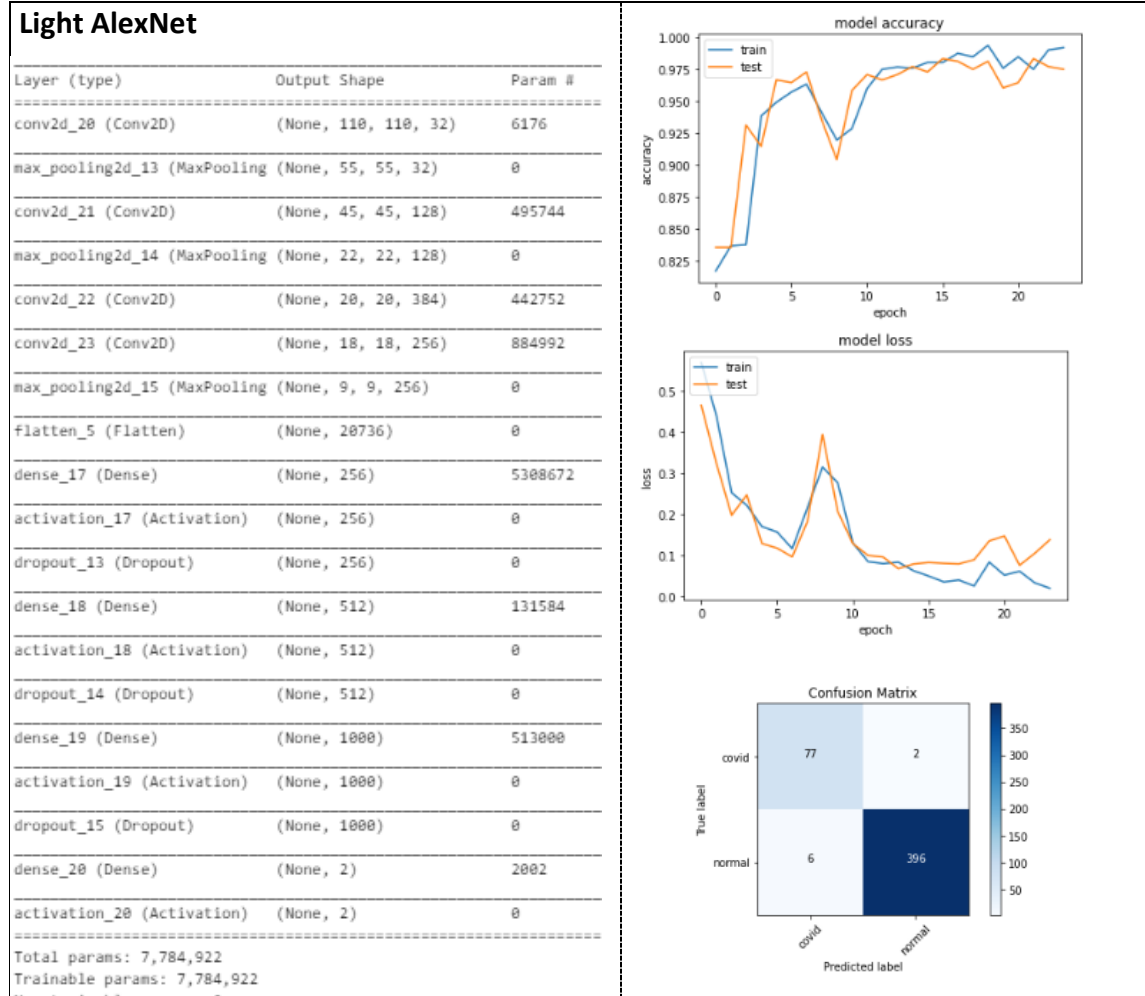 Light AlexNet
Layer (type) Output Shape Param #
conv2d_20 (Conv2D) (None, 110, 110, 32) 6176
max_pooling2d_13 (MaxPooling (None, 55, 55, 32) 0
conv2d_21 (Conv2D) (None, 45, 45, 128) 495744
max_pooling2d_14 (MaxPooling (None, 22, 22, 128) 0
conv2d_22 (Conv2D) (None, 20, 20, 384) 442752
conv2d_23 (Conv2D) (None, 18, 18, 256) 884992
max_pooling2d_15 (MaxPooling (None, 9, 9, 256) 0
flatten_5 (Flatten) (None, 20736) 0
dense_17 (Dense) (None, 256) 5308672
activation_17 (Activation) (None, 256) 0
dropout_13 (Dropout) (None, 256) 0
dense_18 (Dense) (None, 512) 131584
activation_18 (Activation) (None, 512) 0
dropout_14 (Dropout) (None, 512) 0
dense_19 (Dense) (None, 1000) 513000
activation_19 (Activation) (None, 1000) 0
dropout_15 (Dropout) (None, 1000) 0
dense_20 (Dense) (None, 2) 2002
activation_20 (Activation) (None, 2) 0
Total params: 7,784,922
Trainable params: 7,784,922
model accuracy
train
test
1.000
0.975
0.950
0.925
0.900
0.875
0.850
0.825
accuracy
0 5 10 15 20
epoch
model loss
train
test
0.5
0.4
0.3
0.2
0.1
0.0
loss
0 5 10 15 20
epoch
Confusion Matrix
covid 77 2
normal 6 396
True label
covid normal
Predicted label
350
300
250
200
150
100
50